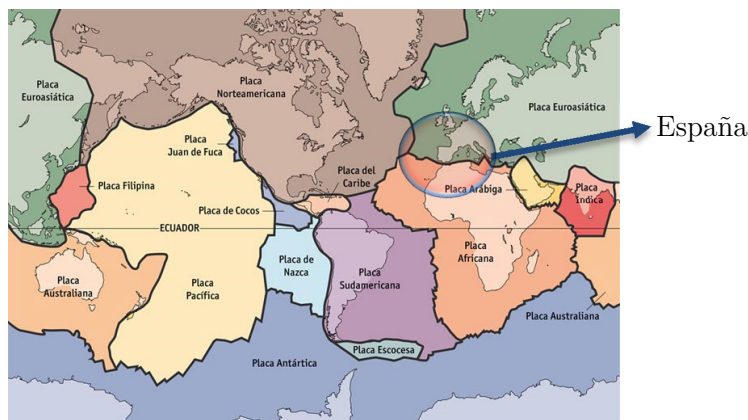 Placa
Euroasiática
Placa
Norteamericana
Placa Euroasiática
España
Placa
Juan de Fuca
Placa Filipina
Placa del
Caribe
Placa Arábiga
Placa
Índica
Placa de Cocos
ECUADOR
Placa
Australiana
Placa
Pacífica
Placa de
Nazca
Placa
Sudamericana
Placa
Africana
Placa Australiana
Placa Escocesa
Placa Antártica